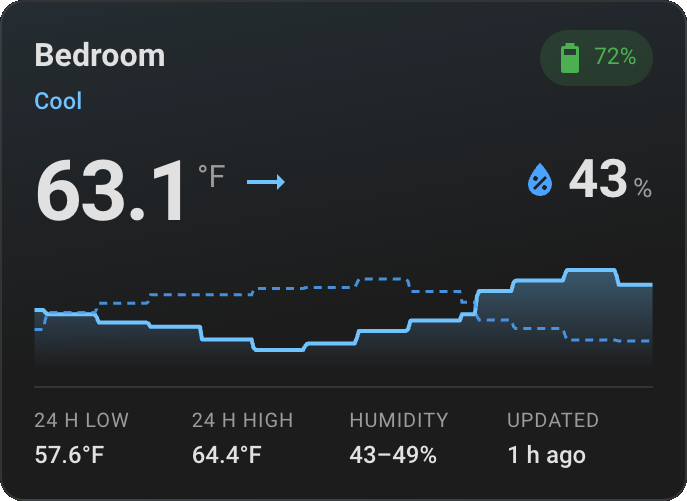 Bedroom
72%
Cool
63.1 °F
43 %
24 H LOW
24 H HIGH
HUMIDITY
UPDATED
57.6°F
64.4°F
43–49%
1 h ago